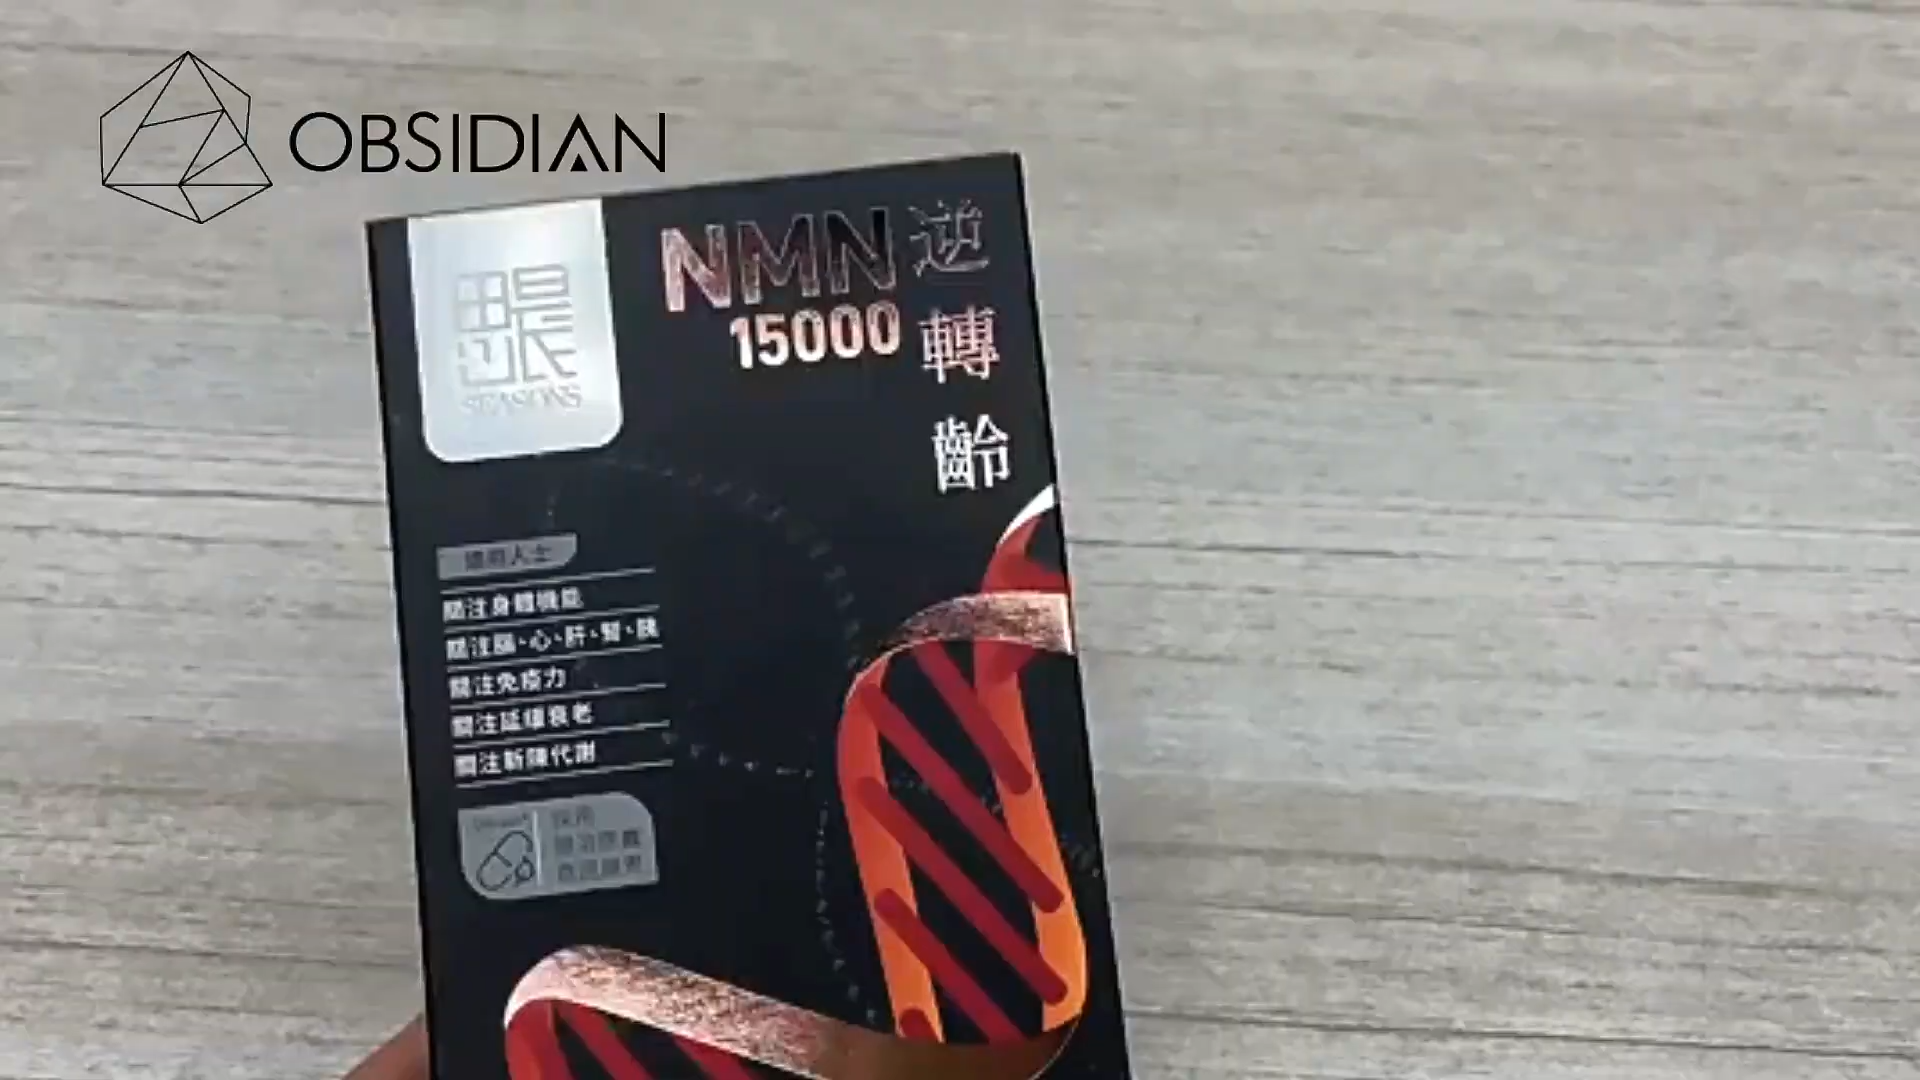 OBSIDIAN
SEASONS
NMN
15000
逆轉齡
適用人士
關注身體機能
關注腦、心、肝、腎、胰
關注免疫力
關注延緩衰老
關注新陳代謝
採用